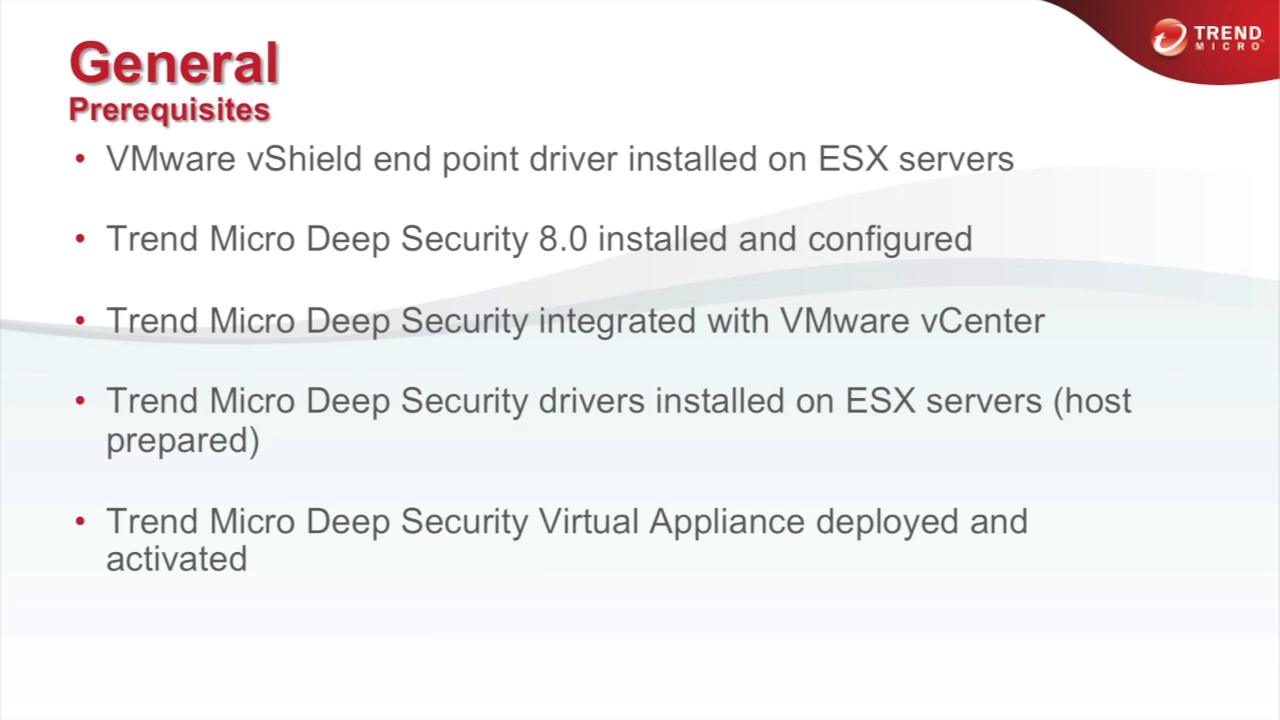 TREND
MICRO
General
Prerequisites
• VMware vShield end point driver installed on ESX servers
• Trend Micro Deep Security 8.0 installed and configured
• Trend Micro Deep Security integrated with VMware vCenter
• Trend Micro Deep Security drivers installed on ESX servers (host
prepared)
• Trend Micro Deep Security Virtual Appliance deployed and
activated